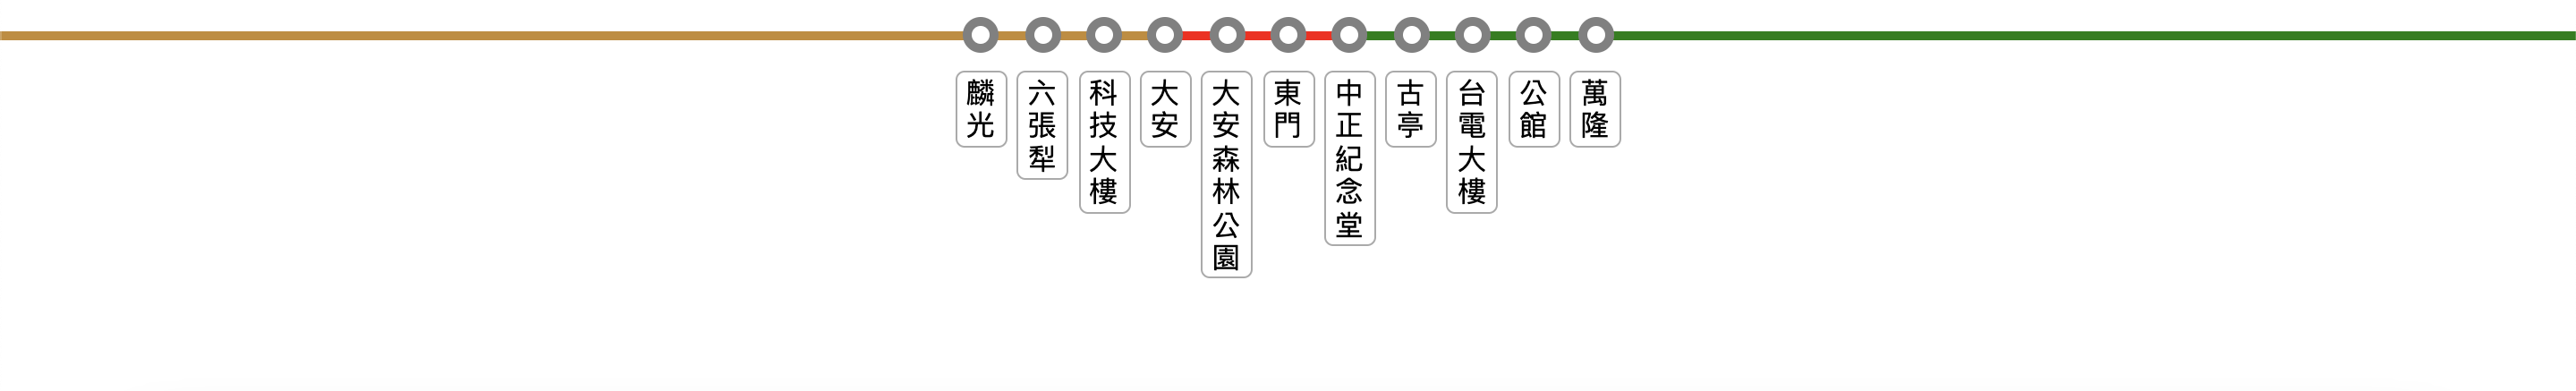 麟光
六張犁
科技大樓
大安
大安森林公園
東門
中正紀念堂
古亭
台電大樓
公館
萬隆